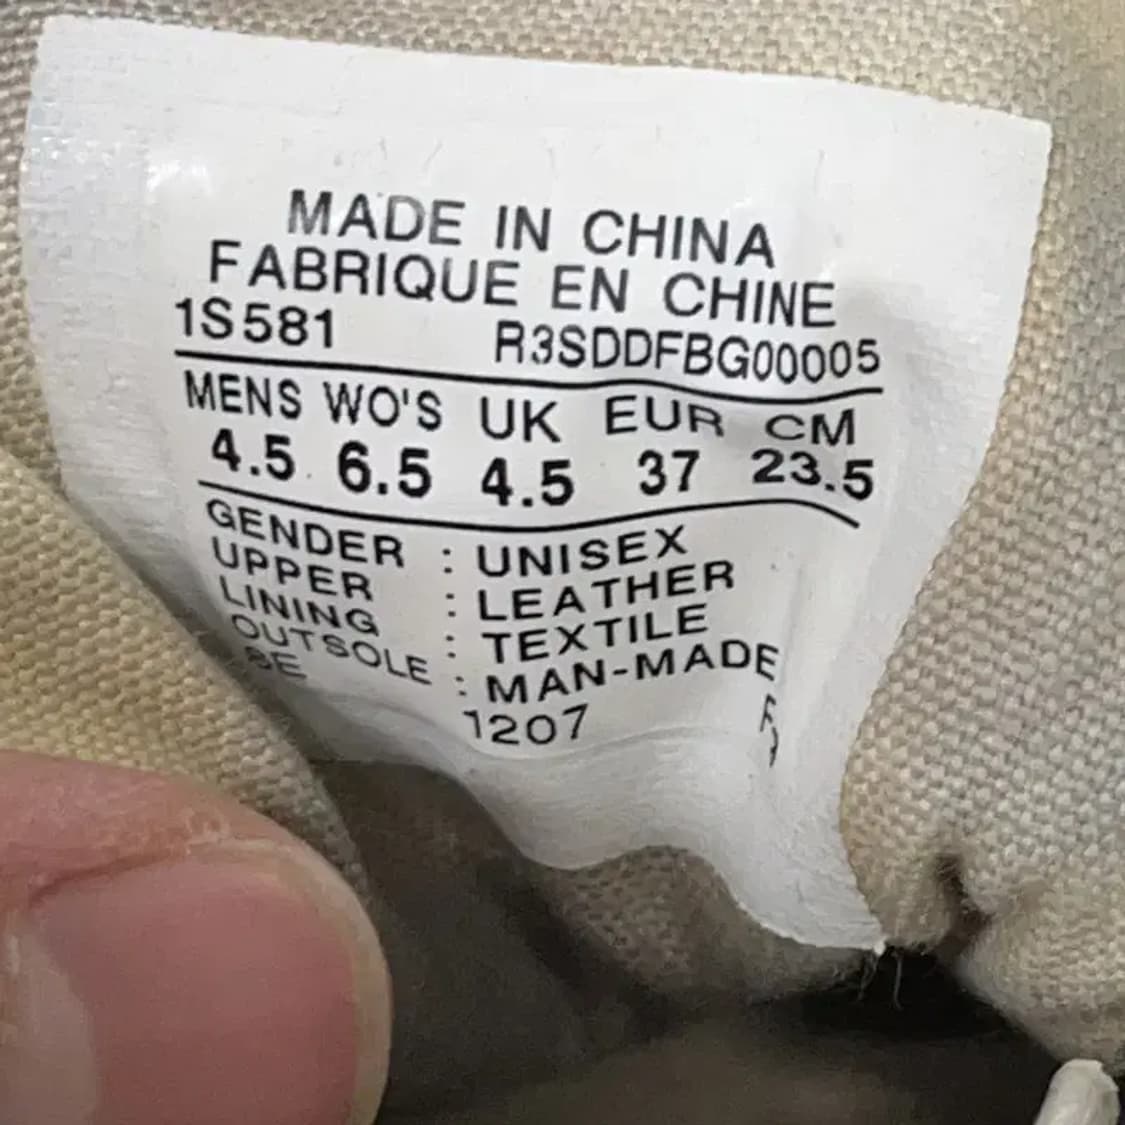 MADE IN CHINA
FABRIQUE EN CHINE
1S581 R3SDDFBG00005
MENS WO'S UK EUR CM
4.5 6.5 4.5 37 23.5
GENDER : UNISEX
UPPER : LEATHER
LINING : TEXTILE
OUTSOLE : MAN-MADE
1207